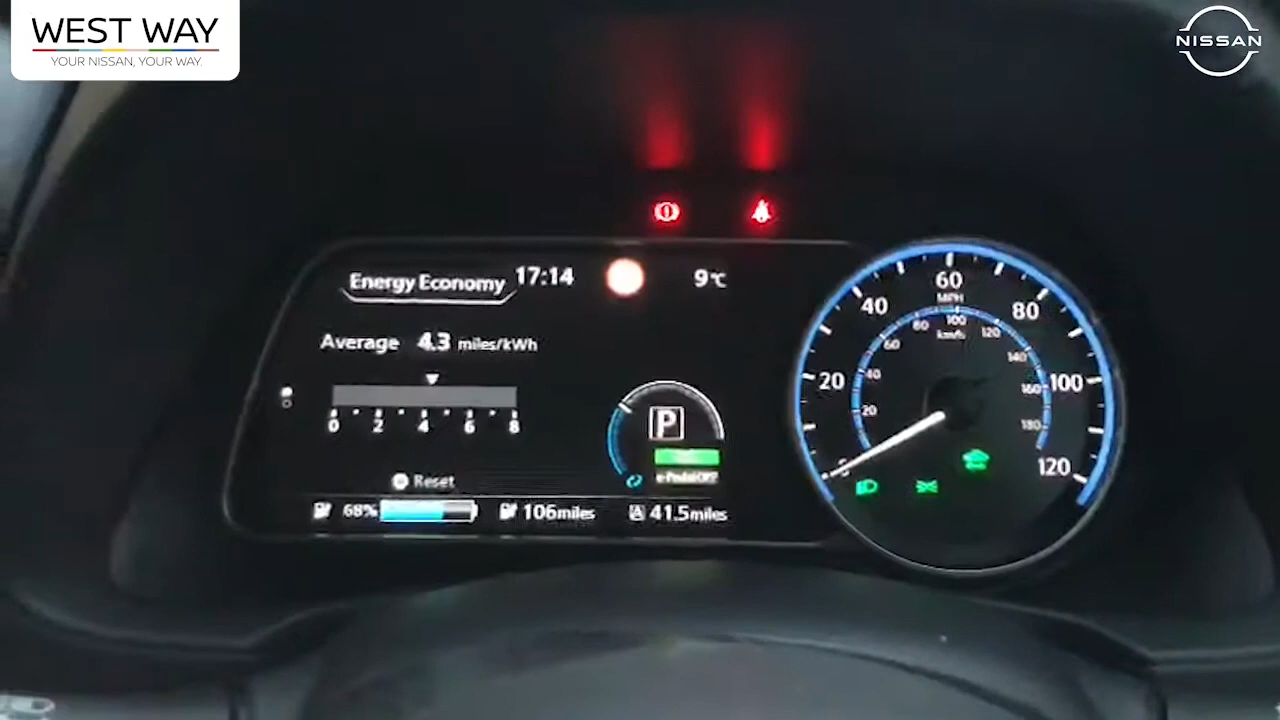 WEST WAY
YOUR NISSAN, YOUR WAY.
NISSAN
Energy Economy 17:14 9°C
Average 4.3 miles/kWh
0 2 4 6 8
P
e-Pedal OFF
Reset
68% 106miles A 41.5miles
20 40 60 80 100 120
MPH
20 40 60 80 100 120 140 160 180
km/h